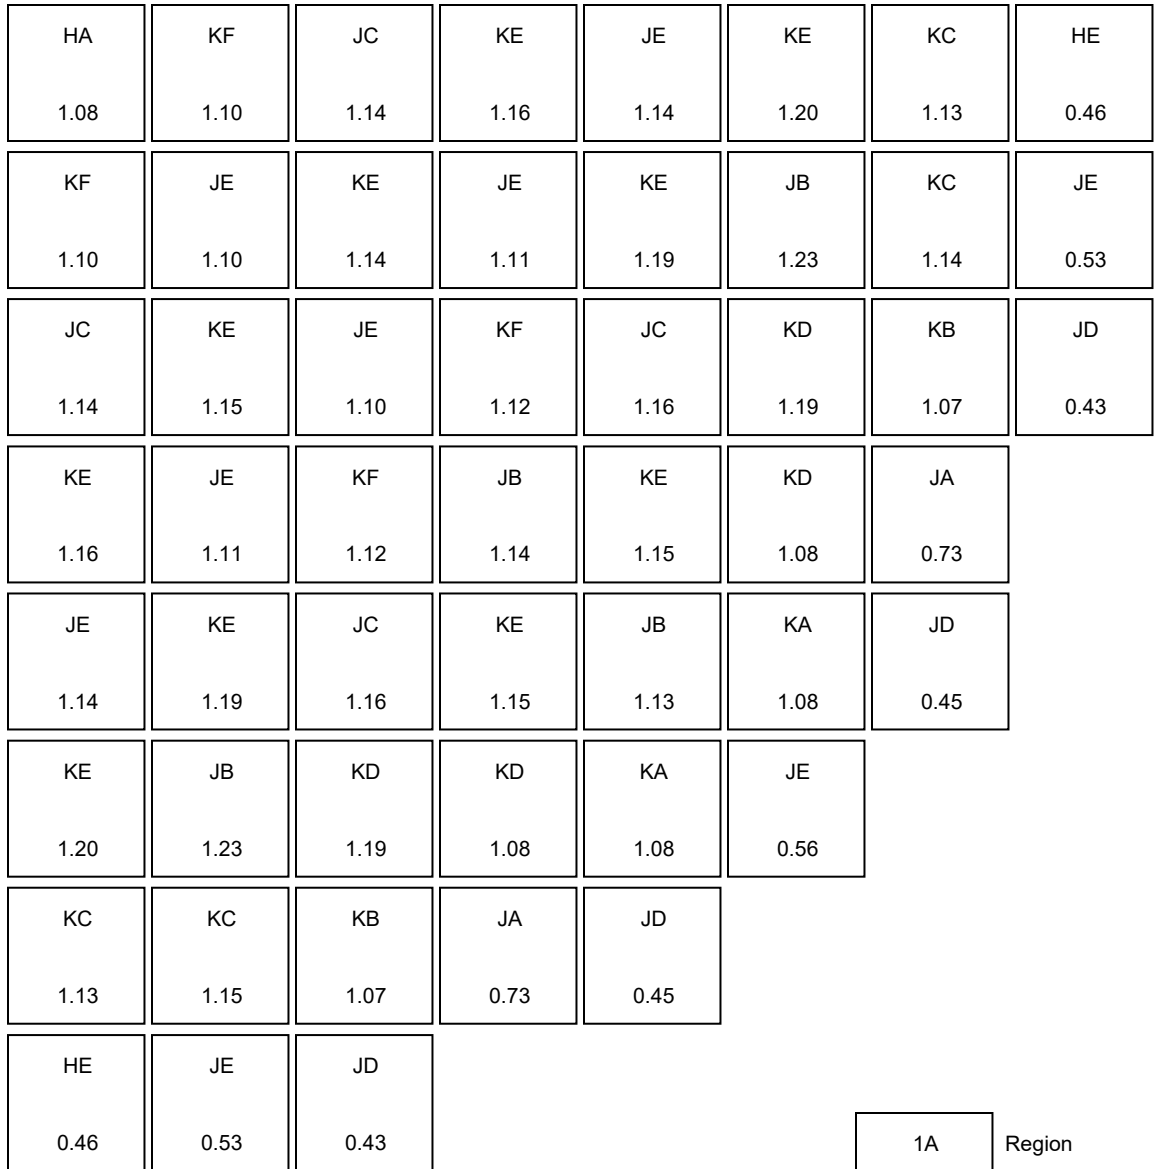 HA KF JC KE JE KE KC HE
1.08 1.10 1.14 1.16 1.14 1.20 1.13 0.46
KF JE KE JE KE JB KC JE
1.10 1.10 1.14 1.11 1.19 1.23 1.14 0.53
JC KE JE KF JC KD KB JD
1.14 1.15 1.10 1.12 1.16 1.19 1.07 0.43
KE JE KF JB KE KD JA
1.16 1.11 1.12 1.14 1.15 1.08 0.73
JE KE JC KE JB KA JD
1.14 1.19 1.16 1.15 1.13 1.08 0.45
KE JB KD KD KA JE
1.20 1.23 1.19 1.08 1.08 0.56
KC KC KB JA JD
1.13 1.15 1.07 0.73 0.45
HE JE JD
0.46 0.53 0.43 1A Region